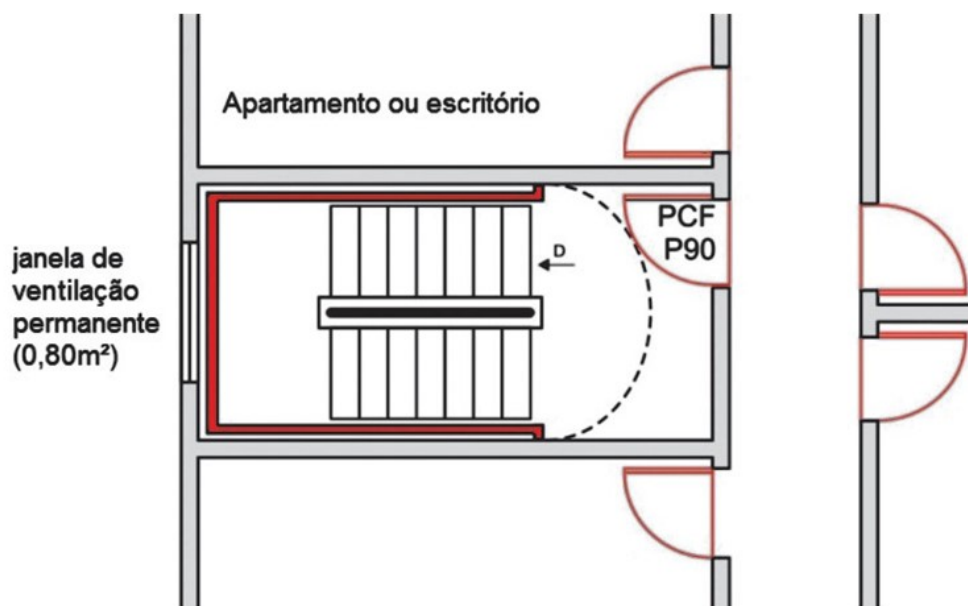 Apartamento ou escritório
PCF
P90
D
janela de
ventilação
permanente
(0,80m²)